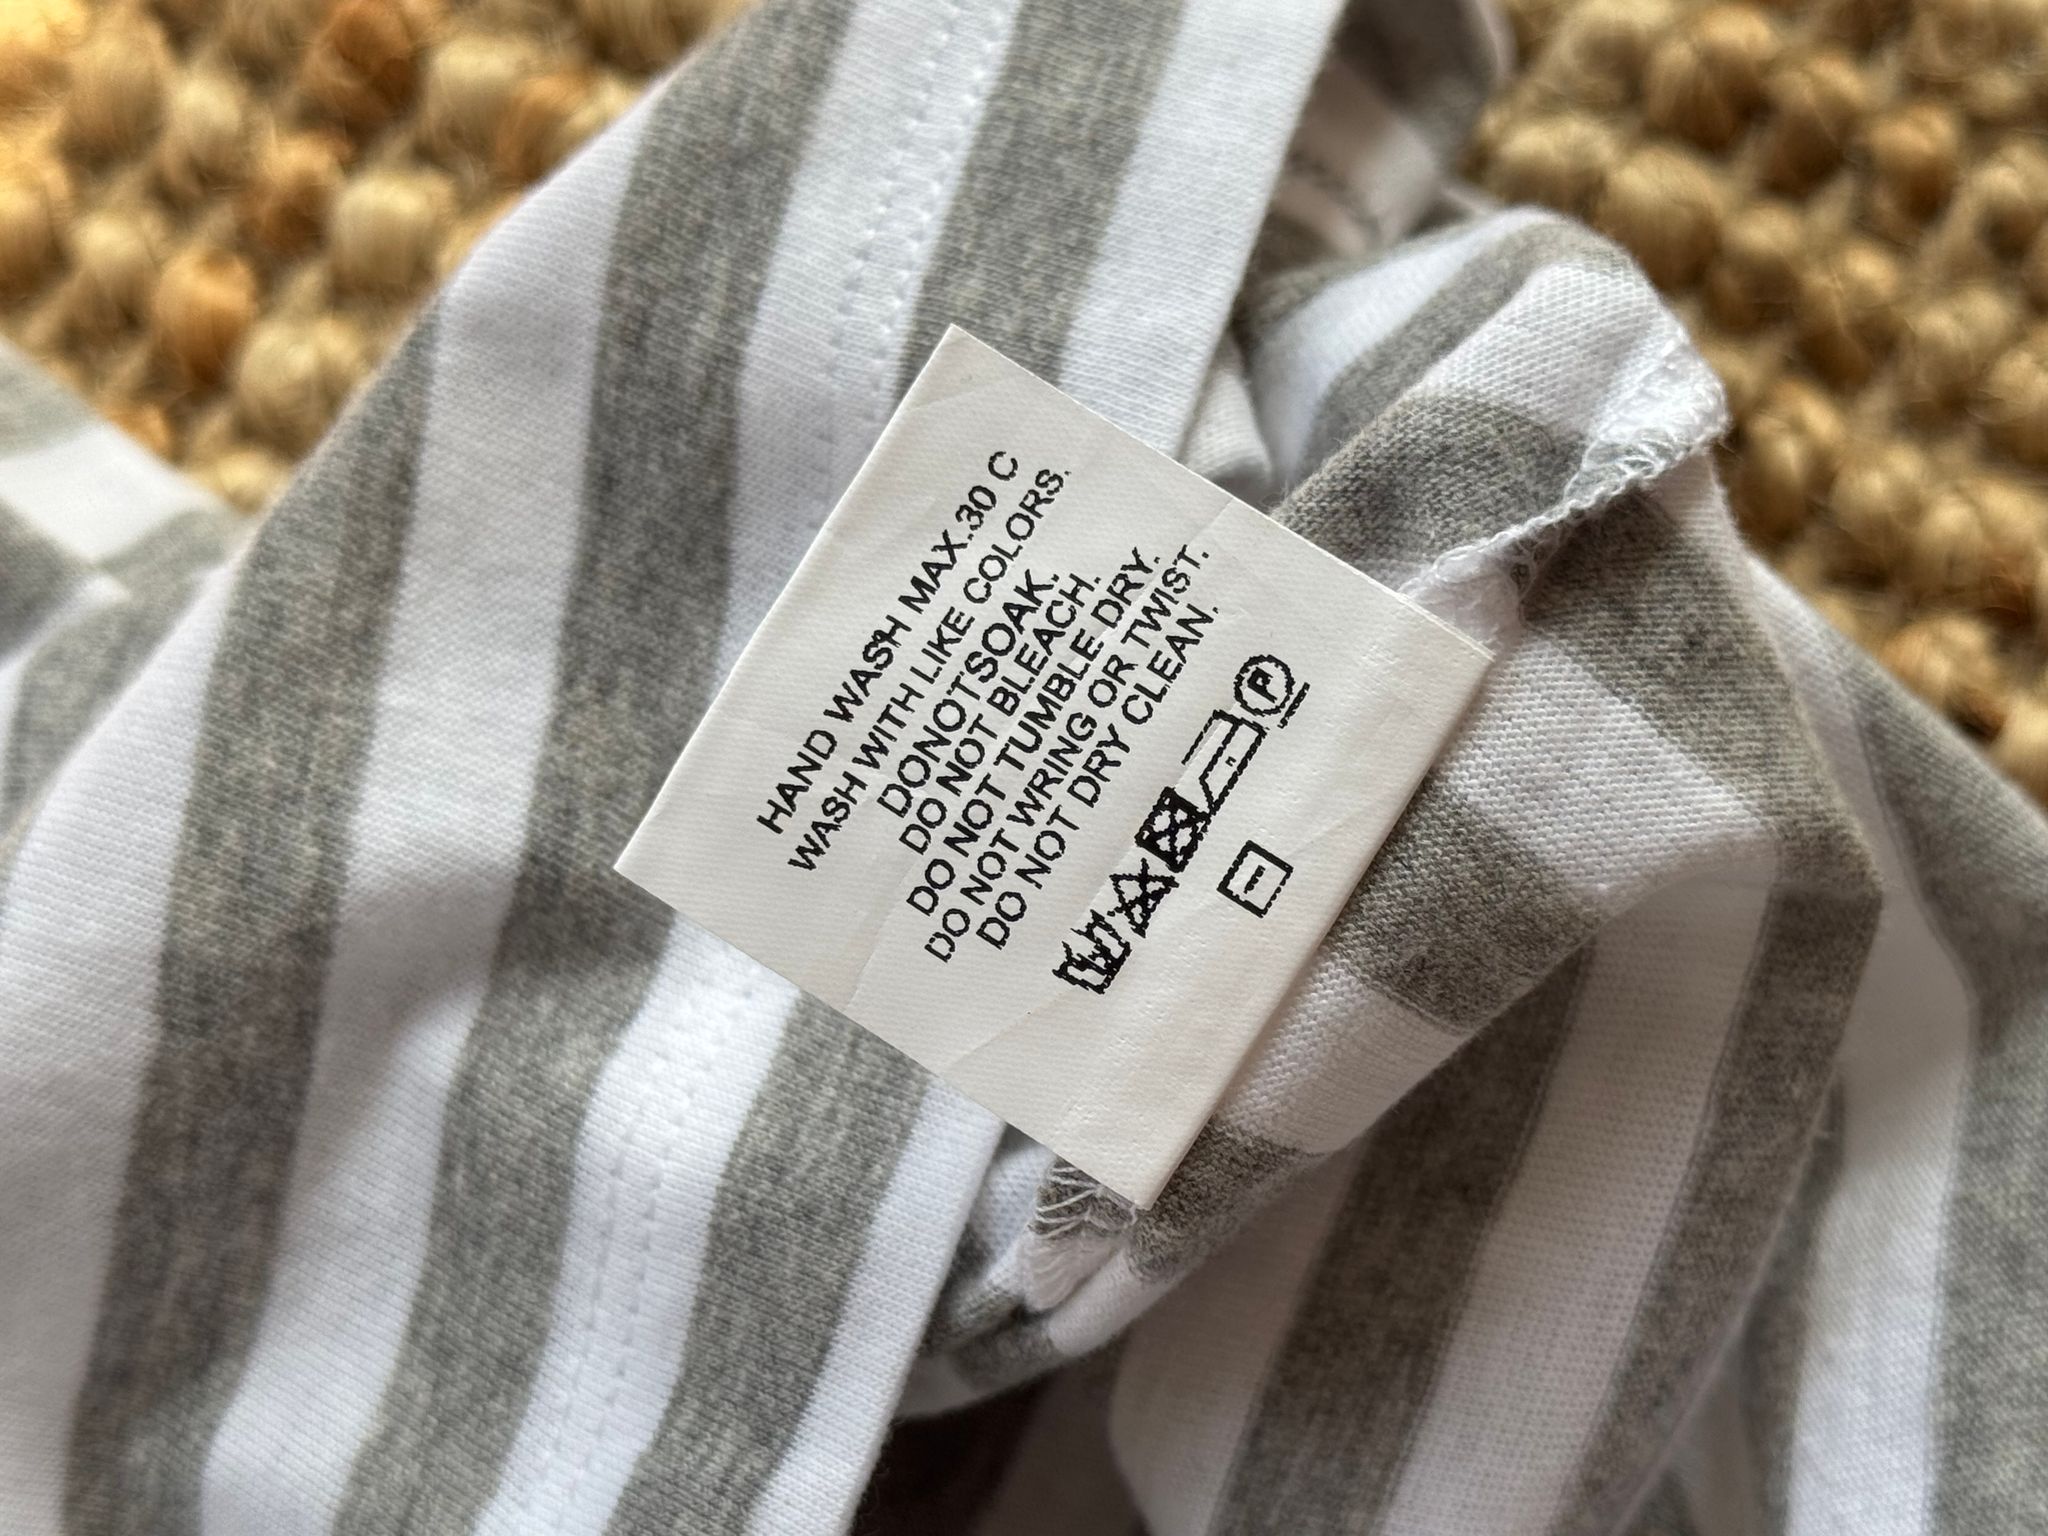 HAND WASH MAX.30 C
WASH WITH LIKE COLORS.
DONOTSOAK.
DO NOT BLEACH.
DO NOT TUMBLE DRY.
DO NOT WRING OR TWIST.
DO NOT DRY CLEAN.
P